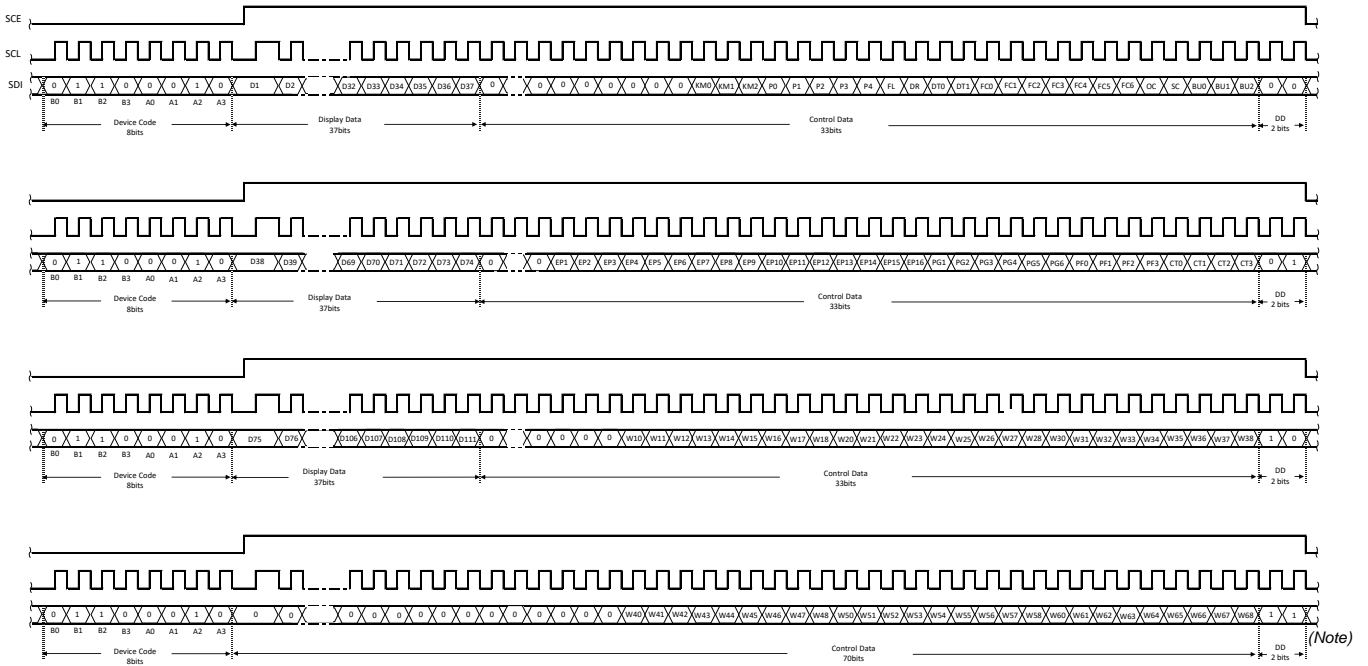 SCE
SCL
SDI 0 1 1 0 0 0 1 0 D1 D2 D32 D33 D34 D35 D36 D37 0 0 0 0 0 0 0 KM0 KM1 KM2 P0 P1 P2 P3 P4 FL DR DT0 DT1 FC0 FC1 FC2 FC3 FC4 FC5 FC6 OC SC BU0 BU1 BU2 0 0
B0 B1 B2 B3 A0 A1 A2 A3
Device Code Display Data Control Data DD
8bits 37bits 33bits 2 bits
0 1 1 0 0 0 1 0 D38 D39 D69 D70 D71 D72 D73 D74 0 0 EP1 EP2 EP3 EP4 EP5 EP6 EP7 EP8 EP9 EP10 EP11 EP12 EP13 EP14 EP15 EP16 PG1 PG2 PG3 PG4 PG5 PG6 PF0 PF1 PF2 PF3 CT0 CT1 CT2 CT3 0 1
B0 B1 B2 B3 A0 A1 A2 A3
Device Code Display Data Control Data DD
8bits 37bits 33bits 2 bits
0 1 1 0 0 0 1 0 D75 D76 D106 D107 D108 D109 D110 D111 0 0 0 0 0 W10 W11 W12 W13 W14 W15 W16 W17 W18 W20 W21 W22 W23 W24 W25 W26 W27 W28 W30 W31 W32 W33 W34 W35 W36 W37 W38 1 0
B0 B1 B2 B3 A0 A1 A2 A3
Device Code Display Data Control Data DD
8bits 37bits 33bits 2 bits
0 1 1 0 0 0 1 0 0 0 0 0 0 0 0 0 0 0 0 0 0 0 W40 W41 W42 W43 W44 W45 W46 W47 W48 W50 W51 W52 W53 W54 W55 W56 W57 W58 W60 W61 W62 W63 W64 W65 W66 W67 W68 1 1
B0 B1 B2 B3 A0 A1 A2 A3 (Note)
Device Code Control Data DD
8bits 70bits 2 bits